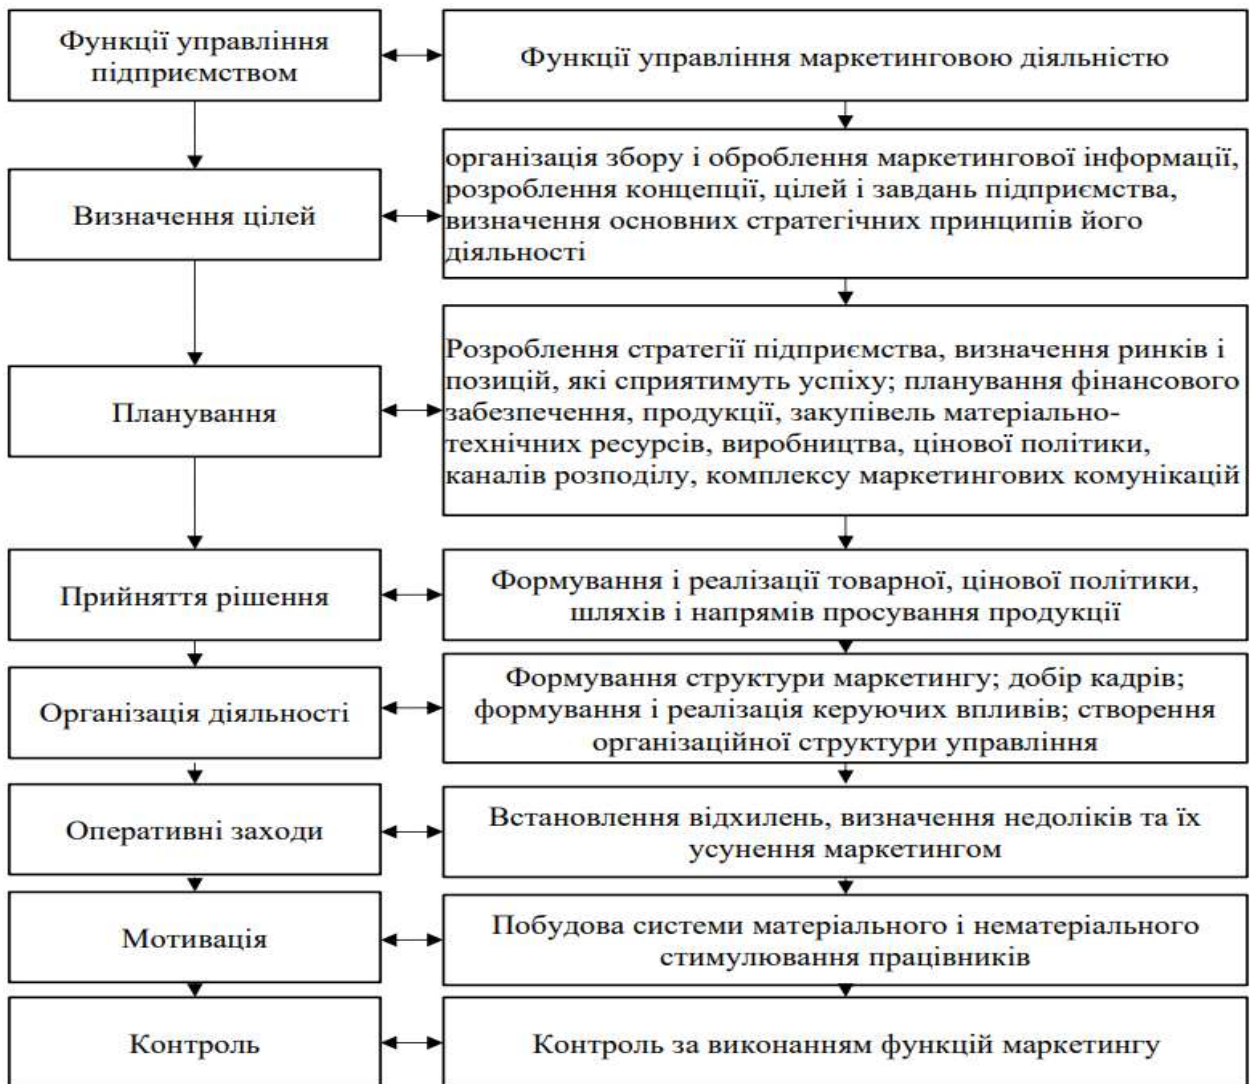 Функції управління
підприємством
Функції управління маркетинговою діяльністю
Визначення цілей
організація збору і оброблення маркетингової інформації,
розроблення концепції, цілей і завдань підприємства,
визначення основних стратегічних принципів його
діяльності
Планування
Розроблення стратегії підприємства, визначення ринків і
позицій, які сприятимуть успіху; планування фінансового
забезпечення, продукції, закупівель матеріально-
технічних ресурсів, виробництва, цінової політики,
каналів розподілу, комплексу маркетингових комунікацій
Прийняття рішення
Формування і реалізації товарної, цінової політики,
шляхів і напрямів просування продукції
Організація діяльності
Формування структури маркетингу; добір кадрів;
формування і реалізація керуючих впливів; створення
організаційної структури управління
Оперативні заходи
Встановлення відхилень, визначення недоліків та їх
усунення маркетингом
Мотивація
Побудова системи матеріального і нематеріального
стимулювання працівників
Контроль
Контроль за виконанням функцій маркетингу